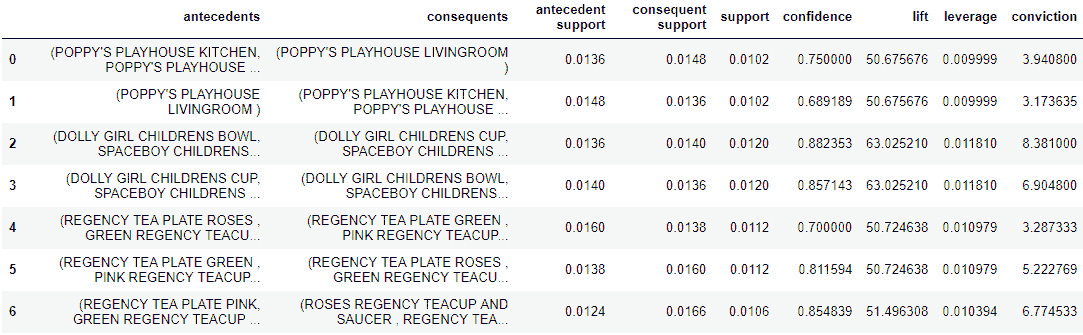 antecedents consequents antecedent support consequent support support confidence lift leverage conviction
0 (POPPY'S PLAYHOUSE KITCHEN, POPPY'S PLAYHOUSE ... (POPPY'S PLAYHOUSE LIVINGROOM ) 0.0136 0.0148 0.0102 0.750000 50.675676 0.009999 3.940800
1 (POPPY'S PLAYHOUSE LIVINGROOM ) (POPPY'S PLAYHOUSE KITCHEN, POPPY'S PLAYHOUSE ... 0.0148 0.0136 0.0102 0.689189 50.675676 0.009999 3.173635
2 (DOLLY GIRL CHILDRENS BOWL, SPACEBOY CHILDRENS... (DOLLY GIRL CHILDRENS CUP, SPACEBOY CHILDRENS ... 0.0136 0.0140 0.0120 0.882353 63.025210 0.011810 8.381000
3 (DOLLY GIRL CHILDRENS CUP, SPACEBOY CHILDRENS ... (DOLLY GIRL CHILDRENS BOWL, SPACEBOY CHILDRENS... 0.0140 0.0136 0.0120 0.857143 63.025210 0.011810 6.904800
4 (REGENCY TEA PLATE ROSES , GREEN REGENCY TEACU... (REGENCY TEA PLATE GREEN , PINK REGENCY TEACUP... 0.0160 0.0138 0.0112 0.700000 50.724638 0.010979 3.287333
5 (REGENCY TEA PLATE GREEN , PINK REGENCY TEACUP... (REGENCY TEA PLATE ROSES , GREEN REGENCY TEACU... 0.0138 0.0160 0.0112 0.811594 50.724638 0.010979 5.222769
6 (REGENCY TEA PLATE PINK, GREEN REGENCY TEACUP ... (ROSES REGENCY TEACUP AND SAUCER , REGENCY TEA... 0.0124 0.0166 0.0106 0.854839 51.496308 0.010394 6.774533